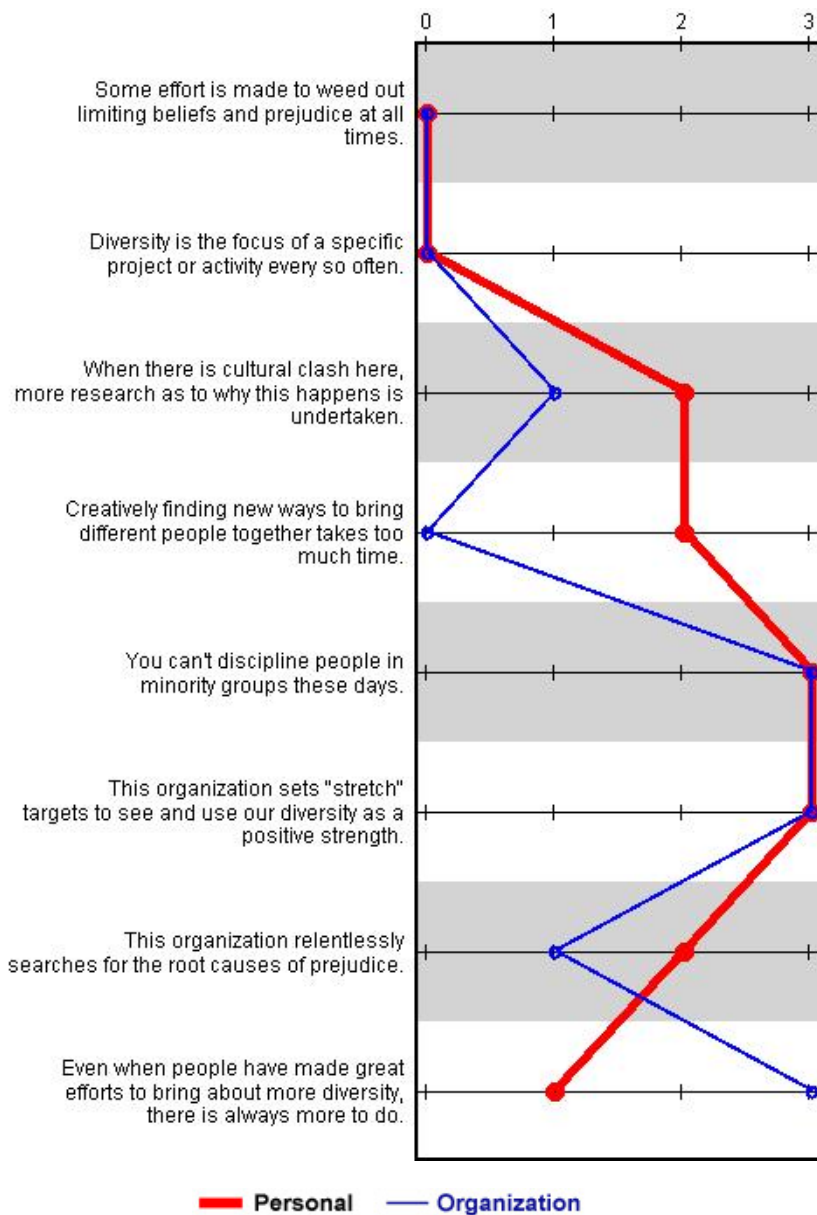 0 1 2 3
Some effort is made to weed out
limiting beliefs and prejudice at all
times.
Diversity is the focus of a specific
project or activity every so often.
When there is cultural clash here,
more research as to why this happens is
undertaken.
Creatively finding new ways to bring
different people together takes too
much time.
You can't discipline people in
minority groups these days.
This organization sets "stretch"
targets to see and use our diversity as a
positive strength.
This organization relentlessly
searches for the root causes of prejudice.
Even when people have made great
efforts to bring about more diversity,
there is always more to do.
Personal Organization